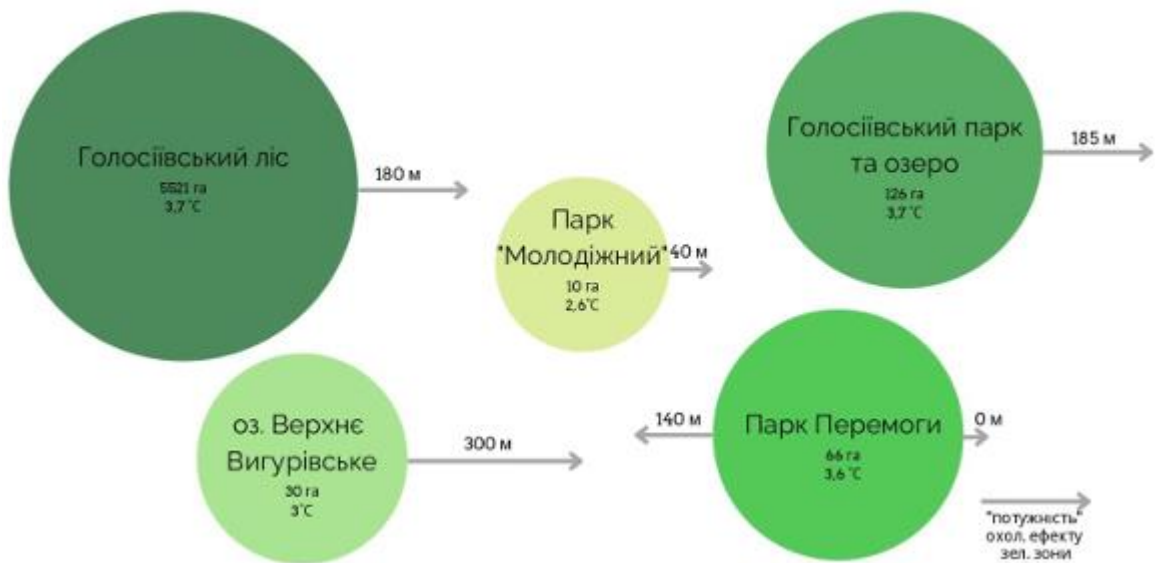 Голосіївський ліс
5521 га
3,7 °С
180 м
Парк
"Молодіжний"
10 га
2,6°С
40 м
Голосіївський парк
та озеро
126 га
3,7°С
185 м
оз. Верхнє
Вигурівське
30 га
3°С
300 м
140 м
Парк Перемоги
66 га
3,6 °С
0 м
"потужність"
охол. ефекту
зел. зони